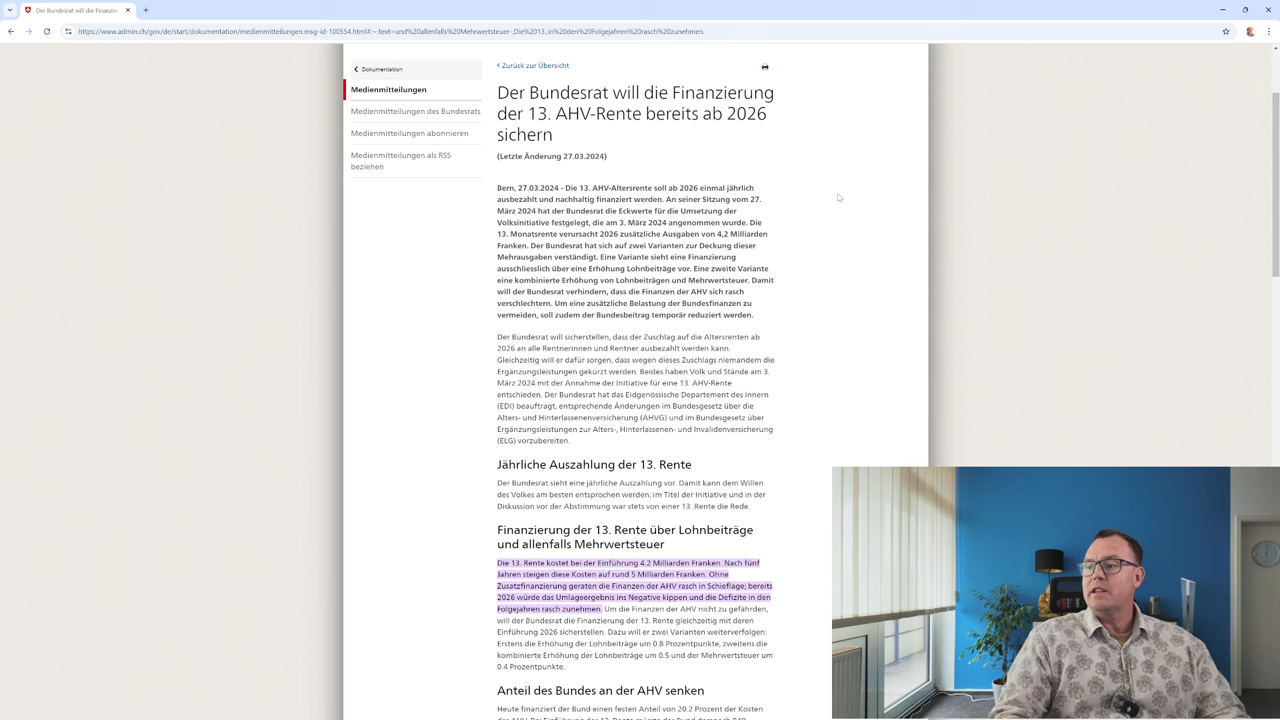 Der Bundesrat will die Finanzier
https://www.admin.ch/gov/de/start/dokumentation/medienmitteilungen.msg-id-100554.html#:~:text=und%20allenfalls%20Mehrwertsteuer-,Die%2013.,in%20den%20Folgejahren%20rasch%20zunehmen.
Dokumentation
Medienmitteilungen
Medienmitteilungen des Bundesrats
Medienmitteilungen abonnieren
Medienmitteilungen als RSS
beziehen
Zurück zur Übersicht
Der Bundesrat will die Finanzierung
der 13. AHV-Rente bereits ab 2026
sichern
(Letzte Änderung 27.03.2024)
Bern, 27.03.2024 - Die 13. AHV-Altersrente soll ab 2026 einmal jährlich
ausbezahlt und nachhaltig finanziert werden. An seiner Sitzung vom 27.
März 2024 hat der Bundesrat die Eckwerte für die Umsetzung der
Volksinitiative festgelegt, die am 3. März 2024 angenommen wurde. Die
13. Monatsrente verursacht 2026 zusätzliche Ausgaben von 4,2 Milliarden
Franken. Der Bundesrat hat sich auf zwei Varianten zur Deckung dieser
Mehrausgaben verständigt. Eine Variante sieht eine Finanzierung
ausschliesslich über eine Erhöhung Lohnbeiträge vor. Eine zweite Variante
eine kombinierte Erhöhung von Lohnbeiträgen und Mehrwertsteuer. Damit
will der Bundesrat verhindern, dass die Finanzen der AHV sich rasch
verschlechtern. Um eine zusätzliche Belastung der Bundesfinanzen zu
vermeiden, soll zudem der Bundesbeitrag temporär reduziert werden.
Der Bundesrat will sicherstellen, dass der Zuschlag auf die Altersrenten ab
2026 an alle Rentnerinnen und Rentner ausbezahlt werden kann.
Gleichzeitig will er dafür sorgen, dass wegen dieses Zuschlags niemandem die
Ergänzungsleistungen gekürzt werden. Beides haben Volk und Stände am 3.
März 2024 mit der Annahme der Initiative für eine 13. AHV-Rente
entschieden. Der Bundesrat hat das Eidgenössische Departement des Innern
(EDI) beauftragt, entsprechende Änderungen im Bundesgesetz über die
Alters- und Hinterlassenenversicherung (AHVG) und im Bundesgesetz über
Ergänzungsleistungen zur Alters-, Hinterlassenen- und Invalidenversicherung
(ELG) vorzubereiten.
Jährliche Auszahlung der 13. Rente
Der Bundesrat sieht eine jährliche Auszahlung vor. Damit kann dem Willen
des Volkes am besten entsprochen werden; im Titel der Initiative und in der
Diskussion vor der Abstimmung war stets von einer 13. Rente die Rede.
Finanzierung der 13. Rente über Lohnbeiträge
und allenfalls Mehrwertsteuer
Die 13. Rente kostet bei der Einführung 4.2 Milliarden Franken. Nach fünf
Jahren steigen diese Kosten auf rund 5 Milliarden Franken. Ohne
Zusatzfinanzierung geraten die Finanzen der AHV rasch in Schieflage; bereits
2026 würde das Umlageergebnis ins Negative kippen und die Defizite in den
Folgejahren rasch zunehmen. Um die Finanzen der AHV nicht zu gefährden,
will der Bundesrat die Finanzierung der 13. Rente gleichzeitig mit deren
Einführung 2026 sicherstellen. Dazu will er zwei Varianten weiterverfolgen:
Erstens die Erhöhung der Lohnbeiträge um 0.8 Prozentpunkte, zweitens die
kombinierte Erhöhung der Lohnbeiträge um 0.5 und der Mehrwertsteuer um
0.4 Prozentpunkte.
Anteil des Bundes an der AHV senken
Heute finanziert der Bund einen festen Anteil von 20.2 Prozent der Kosten